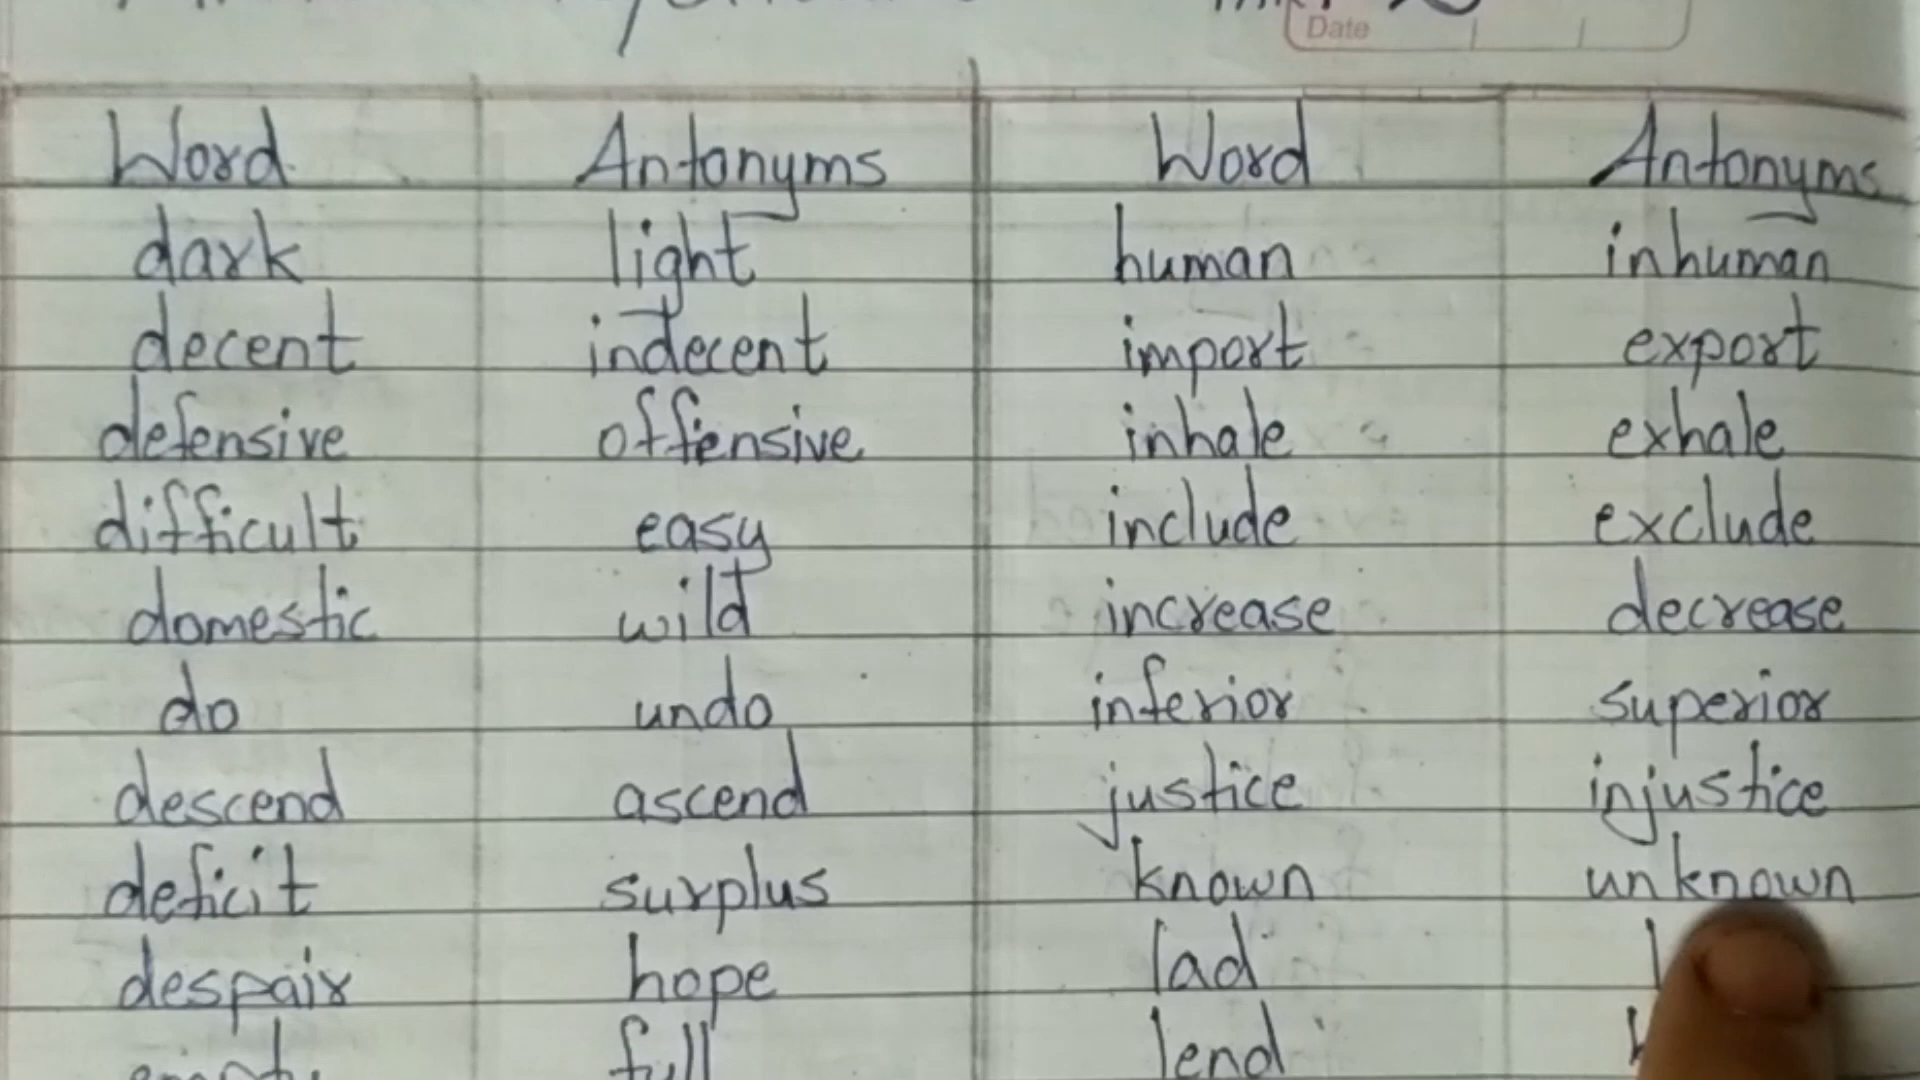 Date
Word Antonyms Word Antonyms
dark light human inhuman
decent indecent import export
defensive offensive inhale exhale
difficult easy include exclude
domestic wild increase decrease
do undo inferior superior
descend ascend justice injustice
deficit surplus known unknown
despair hope lad
full lend